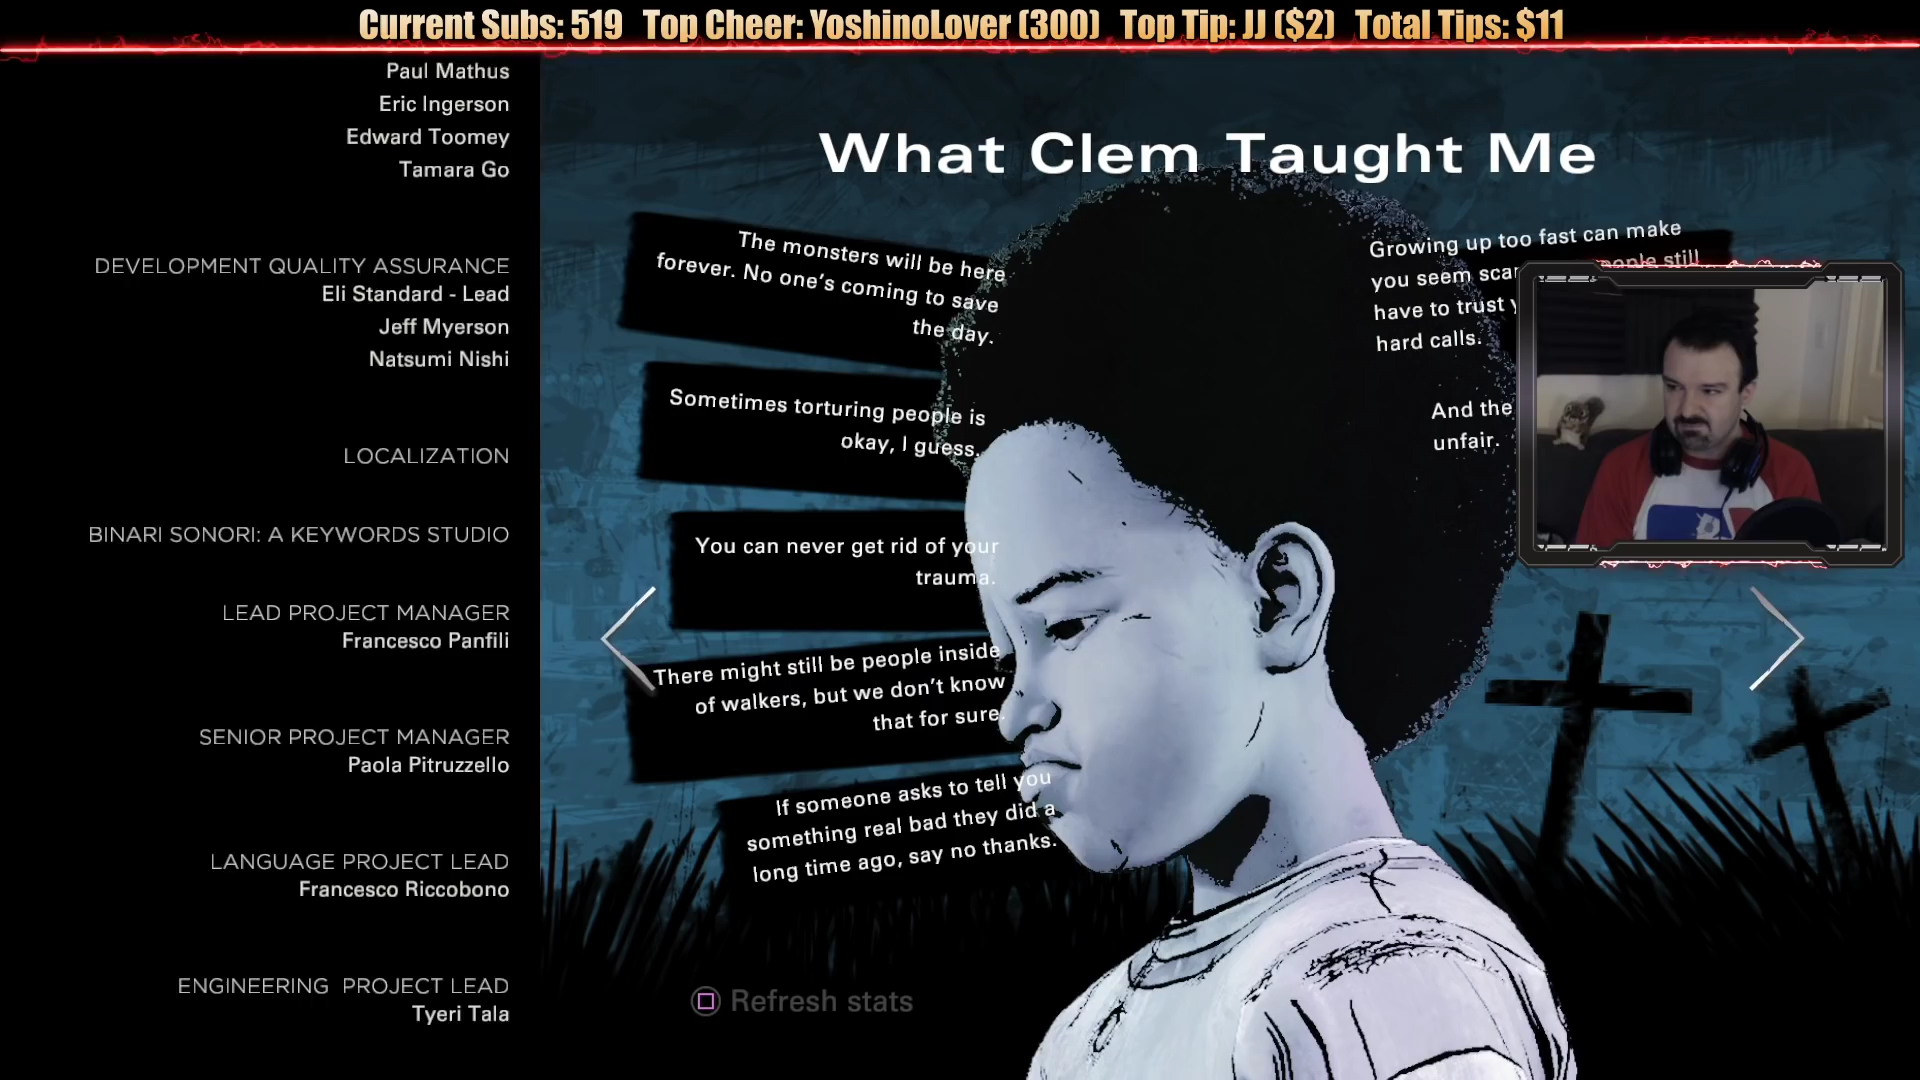 Current Subs: 519 Top Cheer: YoshinoLover (300) Top Tip: JJ ($2) Total Tips: $11
Paul Mathus
Eric Ingerson
Edward Toomey
Tamara Go
DEVELOPMENT QUALITY ASSURANCE
Eli Standard - Lead
Jeff Myerson
Natsumi Nishi
LOCALIZATION
BINARI SONORI: A KEYWORDS STUDIO
LEAD PROJECT MANAGER
Francesco Panfili
SENIOR PROJECT MANAGER
Paola Pitruzzello
LANGUAGE PROJECT LEAD
Francesco Riccobono
ENGINEERING PROJECT LEAD
Tyeri Tala
What Clem Taught Me
The monsters will be here
forever. No one's coming to save
the day.
Sometimes torturing people is
okay, I guess.
You can never get rid of your
trauma.
There might still be people inside
of walkers, but we don't know
that for sure.
If someone asks to tell you
something real bad they did a
long time ago, say no thanks.
Growing up too fast can make
you seem people still
have to trust
hard calls.
And the
unfair.
Refresh stats